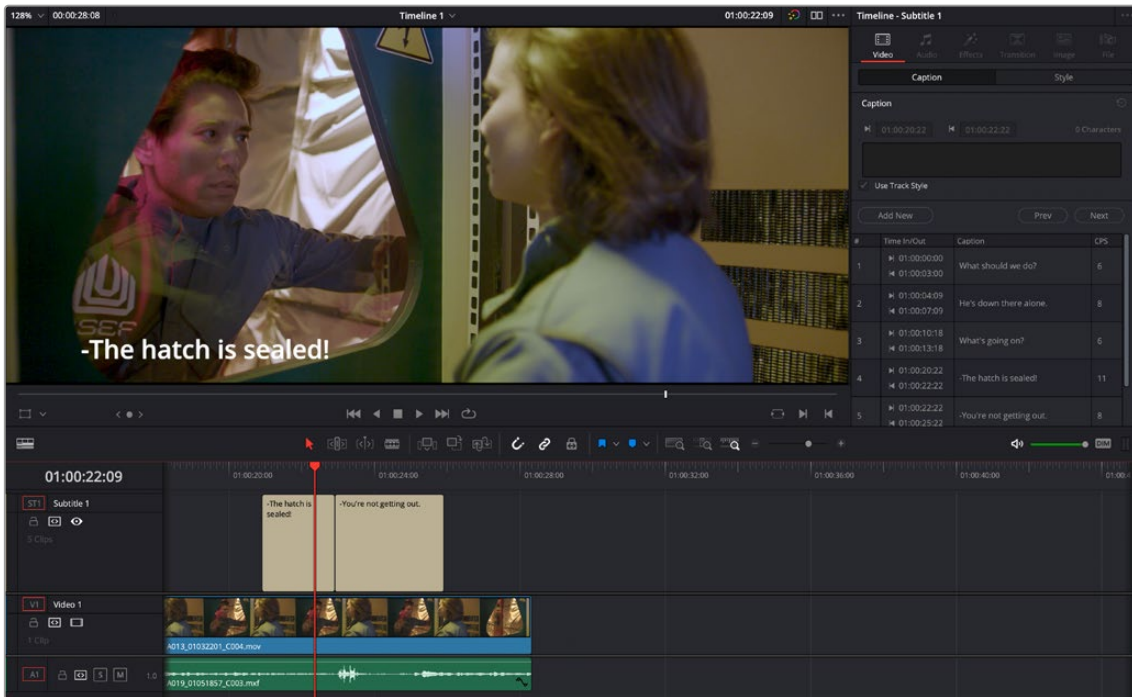 128% 00:00:28:08 Timeline 1 01:00:22:09 Timeline - Subtitle 1
Video Audio Effects Transition Image File
Caption Style
Caption
01:00:20:22 01:00:22:22 0 Characters
Use Track Style
Add New Prev Next
# Time In/Out Caption CPS
1 01:00:00:00 What should we do? 6
01:00:03:00
2 01:00:04:09 He's down there alone. 8
01:00:07:09
3 01:00:10:18 What's going on? 6
01:00:13:18
4 01:00:20:22 -The hatch is sealed! 11
01:00:22:22
5 01:00:22:22 -You're not getting out. 8
01:00:25:22
SEF
-The hatch is sealed!
DIM
01:00:22:09
01:00:20:00 01:00:24:00 01:00:28:00 01:00:32:00 01:00:36:00 01:00:40:00
ST1 Subtitle 1
5 Clips
-The hatch is
sealed!
-You're not getting out.
V1 Video 1
1 Clip
A013_01032201_C004.mov
A1 S M 1.0
A019_01051857_C003.mxf